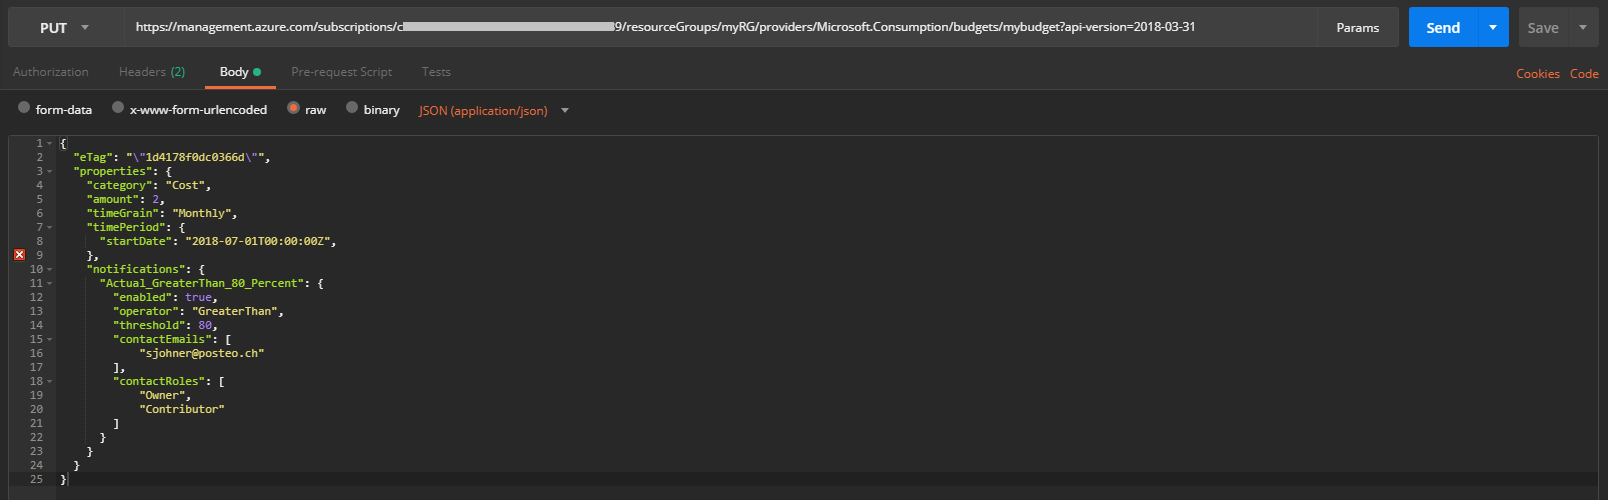 PUT https://management.azure.com/subscriptions/c 9/resourceGroups/myRG/providers/Microsoft.Consumption/budgets/mybudget?api-version=2018-03-31 Params Send Save
Authorization Headers (2) Body Pre-request Script Tests Cookies Code
form-data x-www-form-urlencoded raw binary JSON (application/json)
1 {
2 "eTag": "\"1d4178f0dc0366d\"",
3 "properties": {
4 "category": "Cost",
5 "amount": 2,
6 "timeGrain": "Monthly",
7 "timePeriod": {
8 "startDate": "2018-07-01T00:00:00Z",
9 },
10 "notifications": {
11 "Actual_GreaterThan_80_Percent": {
12 "enabled": true,
13 "operator": "GreaterThan",
14 "threshold": 80,
15 "contactEmails": [
16 "sjohner@posteo.ch"
17 ],
18 "contactRoles": [
19 "Owner",
20 "Contributor"
21 ]
22 }
23 }
24 }
25 }